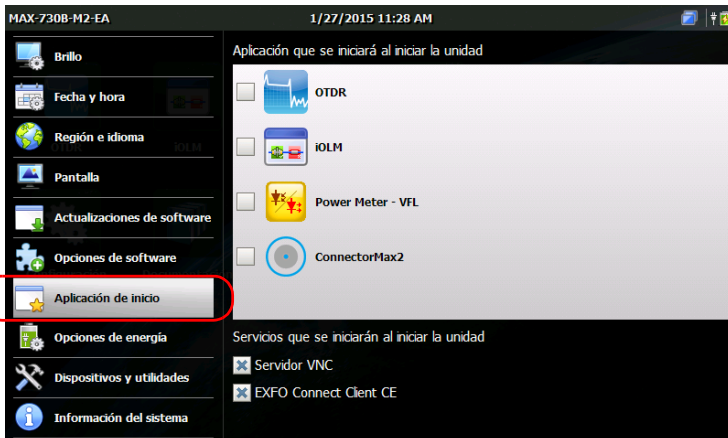 MAX-730B-M2-EA
1/27/2015 11:28 AM
Brillo
Fecha y hora
Región e idioma
Pantalla
Actualizaciones de software
Opciones de software
Aplicación de inicio
Opciones de energía
Dispositivos y utilidades
Información del sistema
Aplicación que se iniciará al iniciar la unidad
OTDR
iOLM
Power Meter - VFL
ConnectorMax2
Servicios que se iniciarán al iniciar la unidad
Servidor VNC
EXFO Connect Client CE